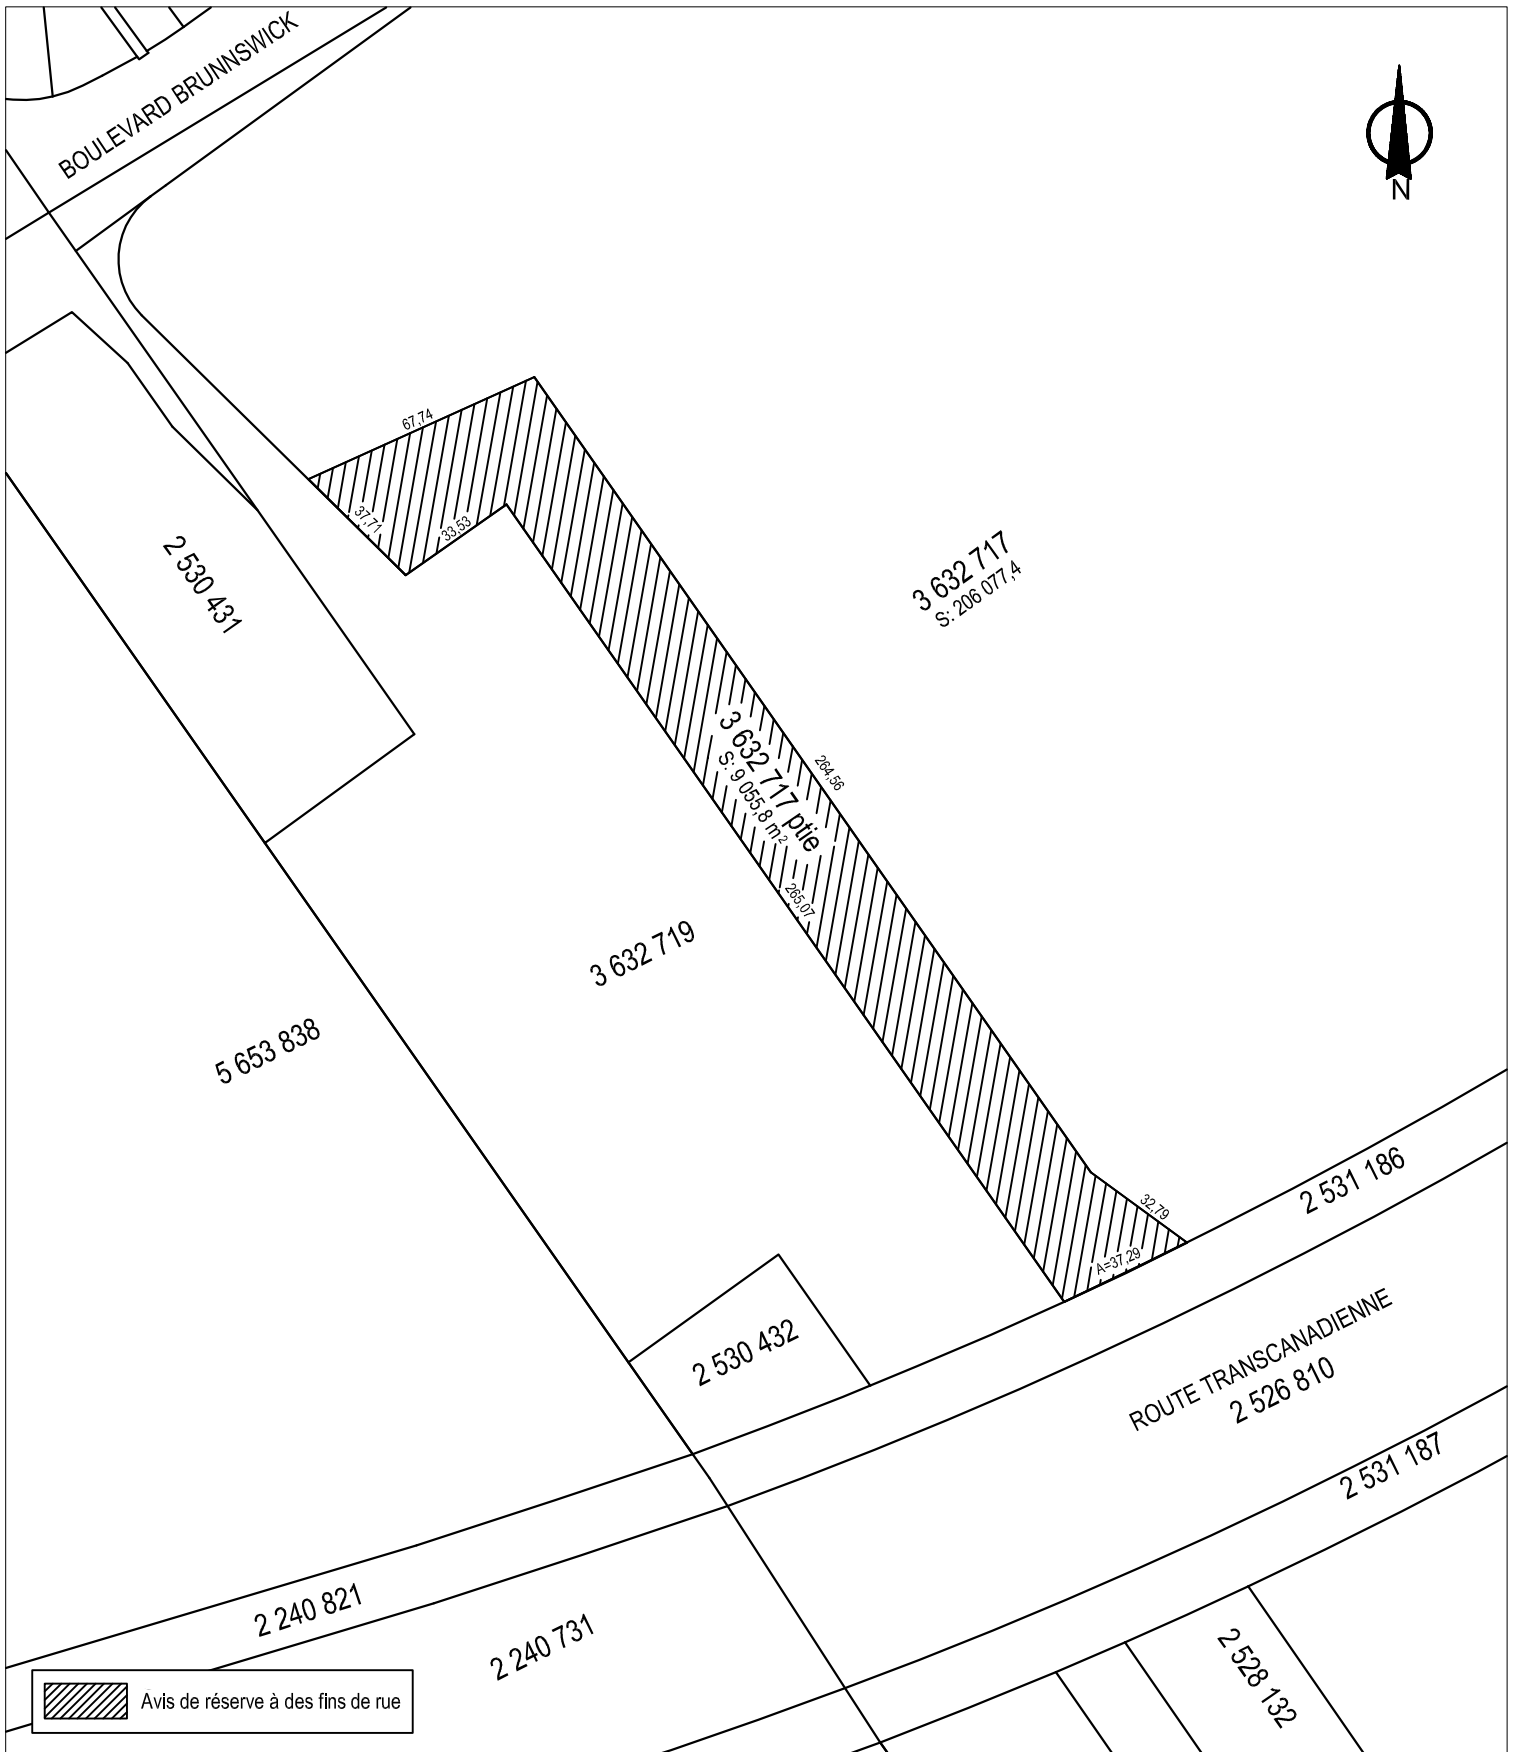 BOULEVARD BRUNNSWICK
N
67,74
37,71
33,53
2 530 431
3 632 717
S: 206 077,4
3 632 717 ptie
S: 9 055,8 m²
264,56
265,07
3 632 719
5 653 838
2 531 186
32,79
A=37,29
ROUTE TRANSCANADIENNE
2 526 810
2 530 432
2 531 187
2 240 821
2 240 731
2 528 132
Avis de réserve à des fins de rue